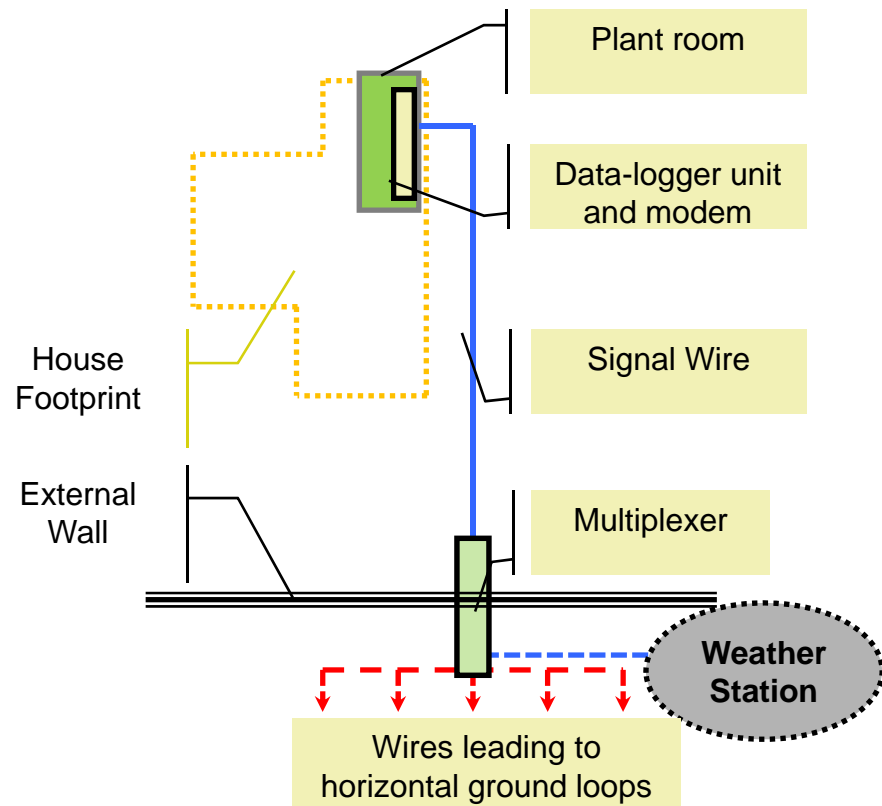 Plant room
Data-logger unit
and modem
House
Footprint
Signal Wire
External
Wall
Multiplexer
Weather
Station
Wires leading to
horizontal ground loops